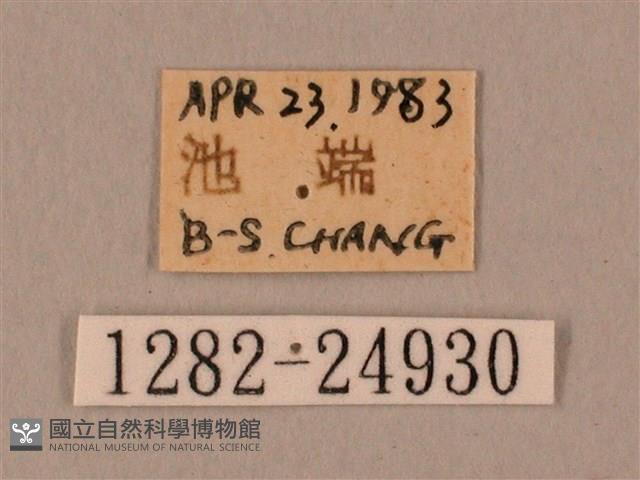 APR 23.1983
池端
B-S.CHANG
1282-24930
國立自然科學博物館
NATIONAL MUSEUM OF NATURAL SCIENCE